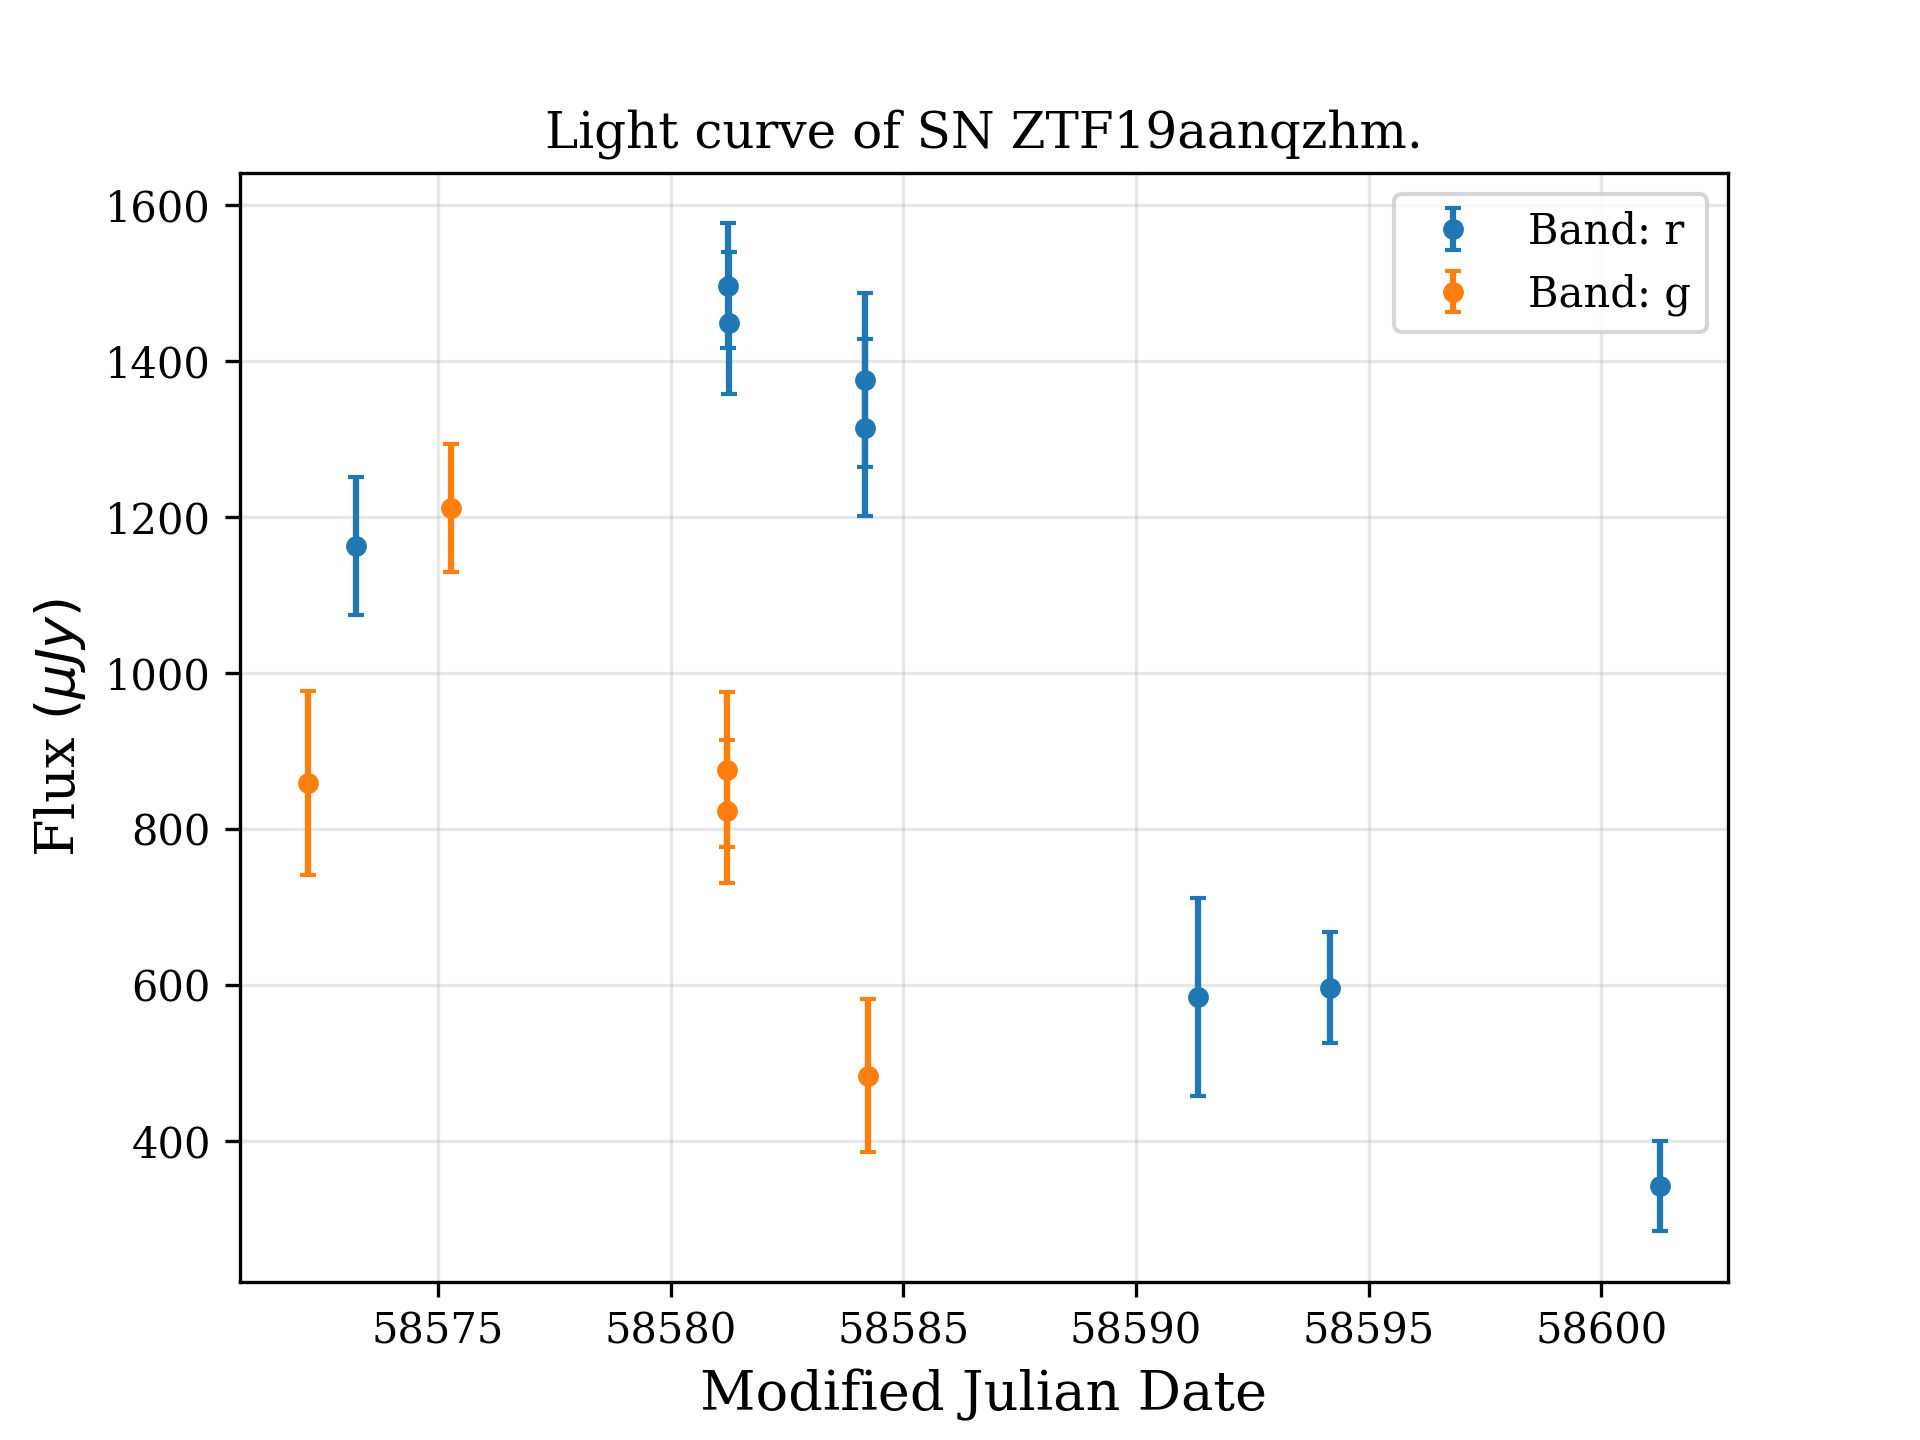 Light curve of SN ZTF19aanqzhm.
Band: r
Band: g
1600
1400
1200
1000
800
600
400
Flux (μJy)
58575 58580 58585 58590 58595 58600
Modified Julian Date